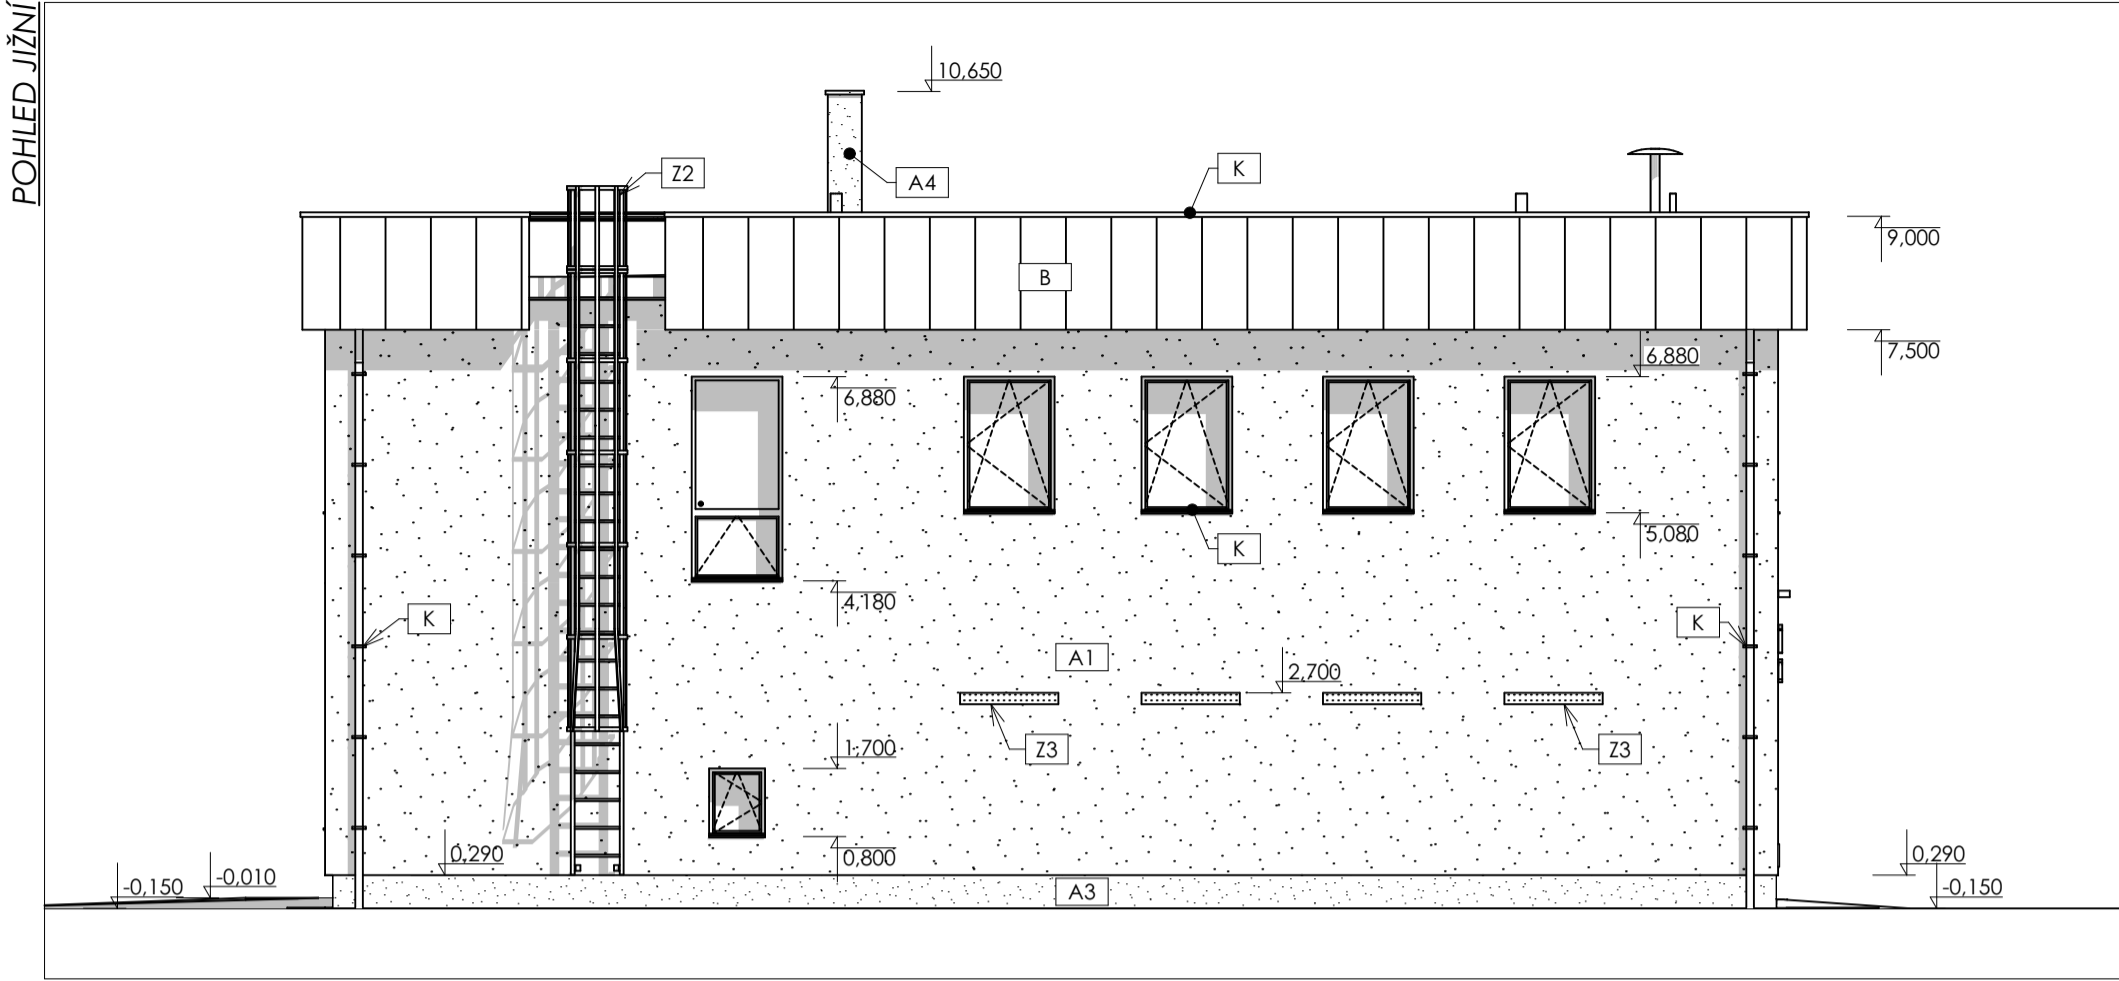 POHLED JIŽNÍ
10,650
Z2
A4
K
9,000
B
7,500
6,880
6,880
5,080
K
4,180
K
K
A1
2,700
Z3
Z3
1,700
0,800
0,290
-0,010
-0,150
A3
0,290
-0,150